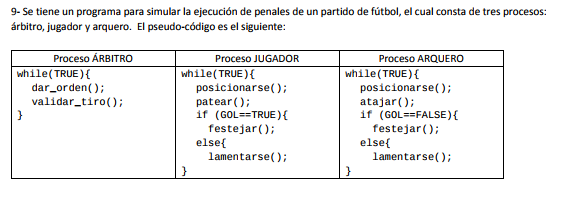 9- Se tiene un programa para simular la ejecución de penales de un partido de fútbol, el cual consta de tres procesos:
árbitro, jugador y arquero. El pseudo-código es el siguiente:
Proceso ÁRBITRO
while(TRUE){
dar_orden();
validar_tiro();
}
Proceso JUGADOR
while(TRUE){
posicionarse();
patear();
if (GOL==TRUE){
festejar();
else{
lamentarse();
}
Proceso ARQUERO
while(TRUE){
posicionarse();
atajar();
if (GOL==FALSE){
festejar();
else{
lamentarse();
}